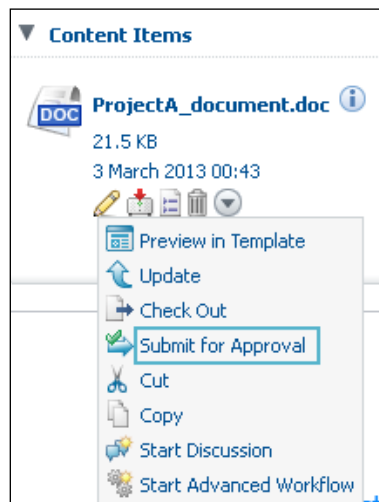 Content Items
DOC
ProjectA_document.doc
21.5 KB
3 March 2013 00:43
Preview in Template
Update
Check Out
Submit for Approval
Cut
Copy
Start Discussion
Start Advanced Workflow